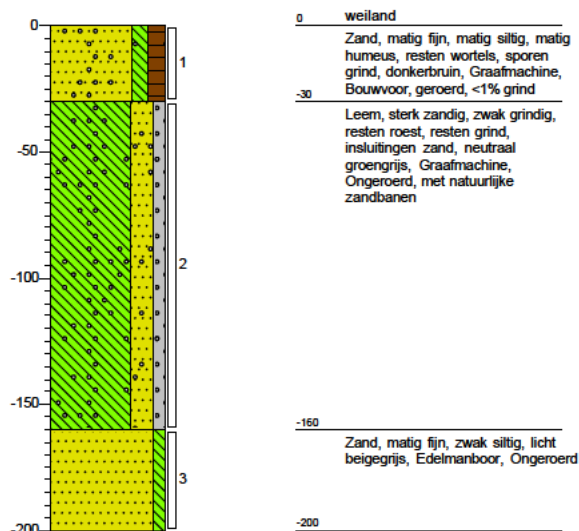 0
-50
-100
-150
-200
1
2
3
0 weiland
Zand, matig fijn, matig siltig, matig
humeus, resten wortels, sporen
grind, donkerbruin, Graafmachine,
Bouwvoor, geroerd, <1% grind
-30
Leem, sterk zandig, zwak grindig,
resten roest, resten grind,
insluitingen zand, neutraal
groengrijs, Graafmachine,
Ongeroerd, met natuurlijke
zandbanen
-160
Zand, matig fijn, zwak siltig, licht
beigegrijs, Edelmanboor, Ongeroerd
-200